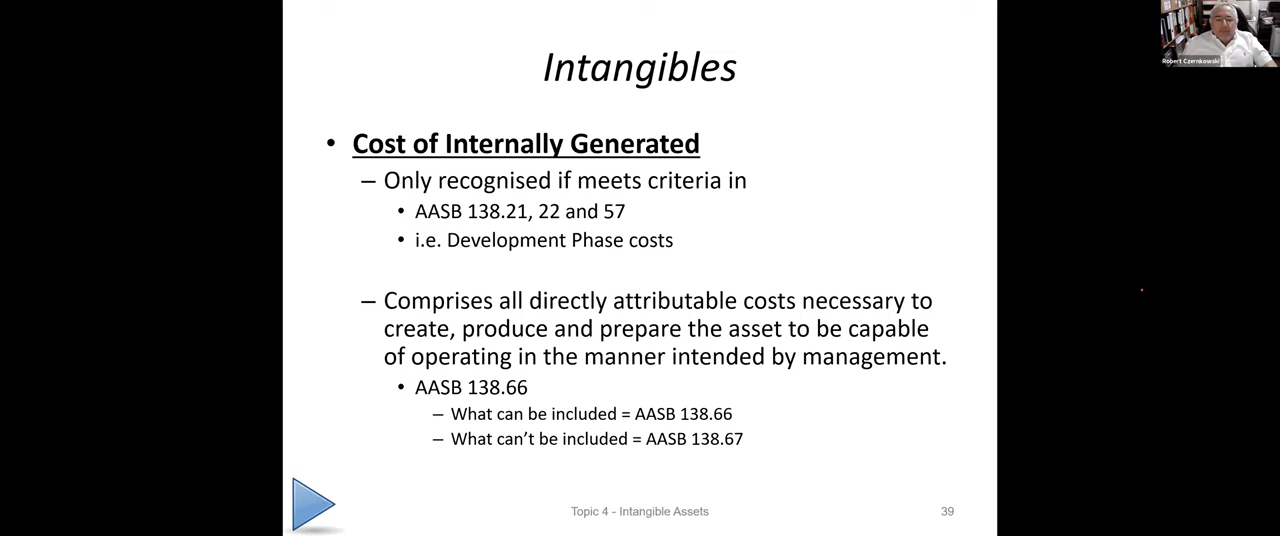 Robert Czernkowski
Intangibles
• Cost of Internally Generated
– Only recognised if meets criteria in
• AASB 138.21, 22 and 57
• i.e. Development Phase costs
– Comprises all directly attributable costs necessary to
create, produce and prepare the asset to be capable
of operating in the manner intended by management.
• AASB 138.66
– What can be included = AASB 138.66
– What can’t be included = AASB 138.67
Topic 4 - Intangible Assets
39